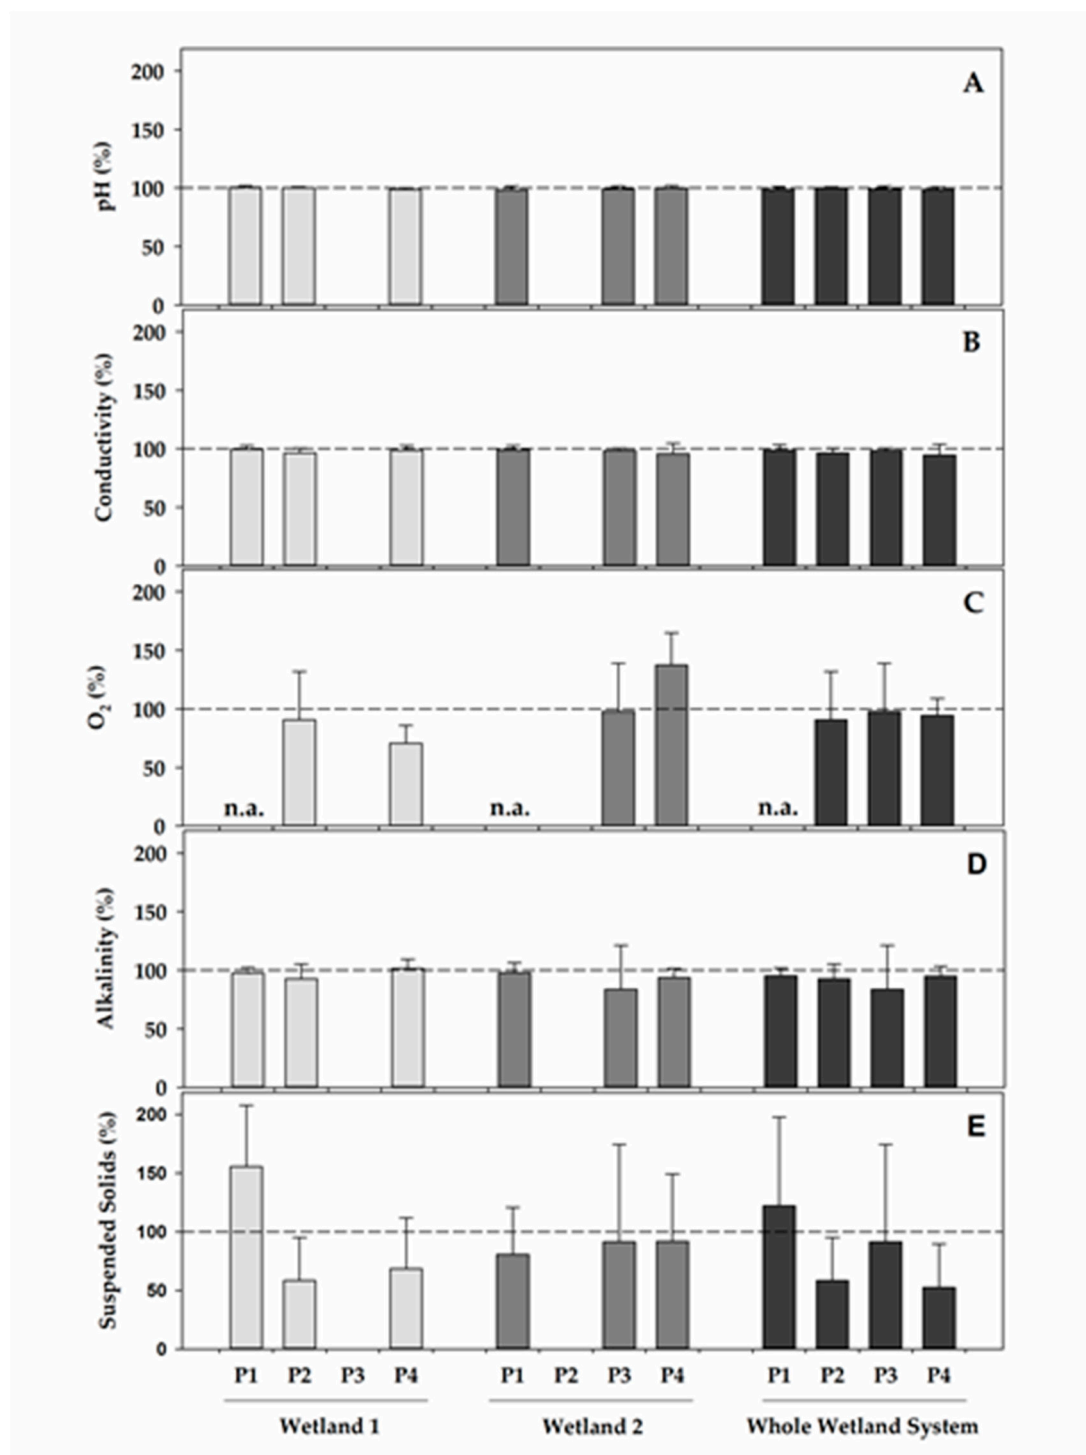 A
pH (%)
200
150
100
50
0
B
Conductivity (%)
200
150
100
50
0
C
O2 (%)
200
150
100
50
0
n.a. n.a. n.a.
D
Alkalinity (%)
200
150
100
50
0
E
Suspended Solids (%)
200
150
100
50
0
P1 P2 P3 P4 P1 P2 P3 P4 P1 P2 P3 P4
Wetland 1 Wetland 2 Whole Wetland System